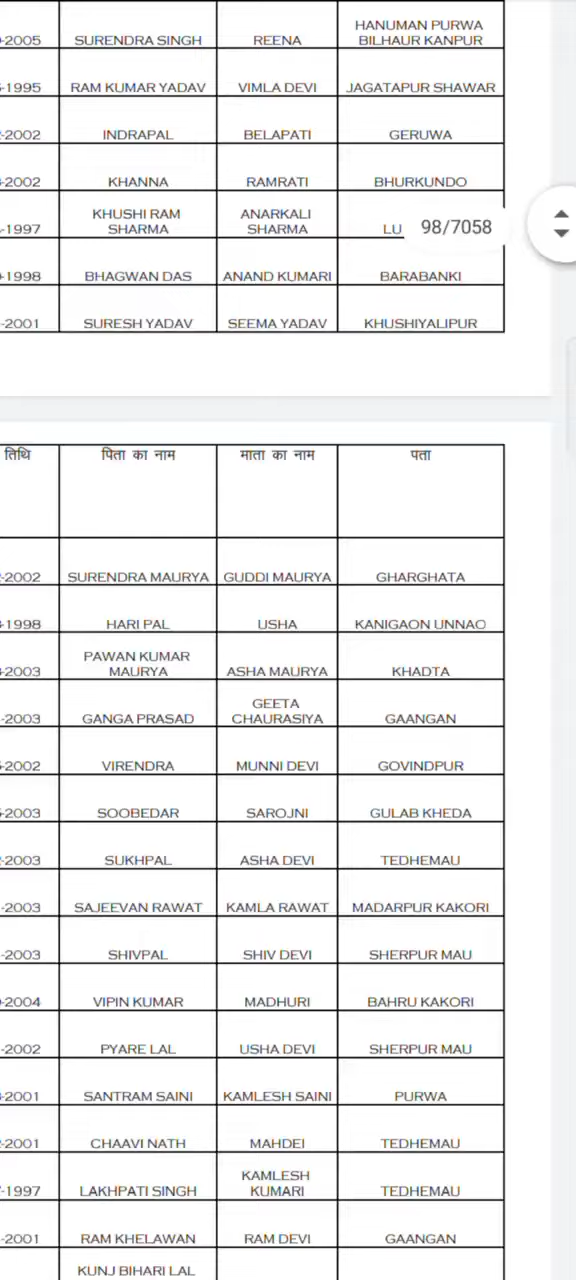 HANUMAN PURWA
-2005 SURENDRA SINGH REENA BILHAUR KANPUR
-1995 RAM KUMAR YADAV VIMLA DEVI JAGATAPUR SHAWAR
-2002 INDRAPAL BELAPATI GERUWA
-2002 KHANNA RAMRATI BHURKUNDO
KHUSHI RAM ANARKALI
-1997 SHARMA SHARMA LU 98/7058
-1998 BHAGWAN DAS ANAND KUMARI BARABANKI
-2001 SURESH YADAV SEEMA YADAV KHUSHIYALIPUR
तिथि पिता का नाम माता का नाम पता
-2002 SURENDRA MAURYA GUDDI MAURYA GHARGHATA
-1998 HARI PAL USHA KANIGAON UNNAO
PAWAN KUMAR
-2003 MAURYA ASHA MAURYA KHADTA
GEETA
-2003 GANGA PRASAD CHAURASIYA GAANGAN
-2002 VIRENDRA MUNNI DEVI GOVINDPUR
-2003 SOOBEDAR SAROJNI GULAB KHEDA
-2003 SUKHPAL ASHA DEVI TEDHEMAU
-2003 SAJEEVAN RAWAT KAMLA RAWAT MADARPUR KAKORI
-2003 SHIVPAL SHIV DEVI SHERPUR MAU
-2004 VIPIN KUMAR MADHURI BAHRU KAKORI
-2002 PYARE LAL USHA DEVI SHERPUR MAU
-2001 SANTRAM SAINI KAMLESH SAINI PURWA
-2001 CHAAVI NATH MAHDEI TEDHEMAU
KAMLESH
-1997 LAKHPATI SINGH KUMARI TEDHEMAU
-2001 RAM KHELAWAN RAM DEVI GAANGAN
KUNJ BIHARI LAL